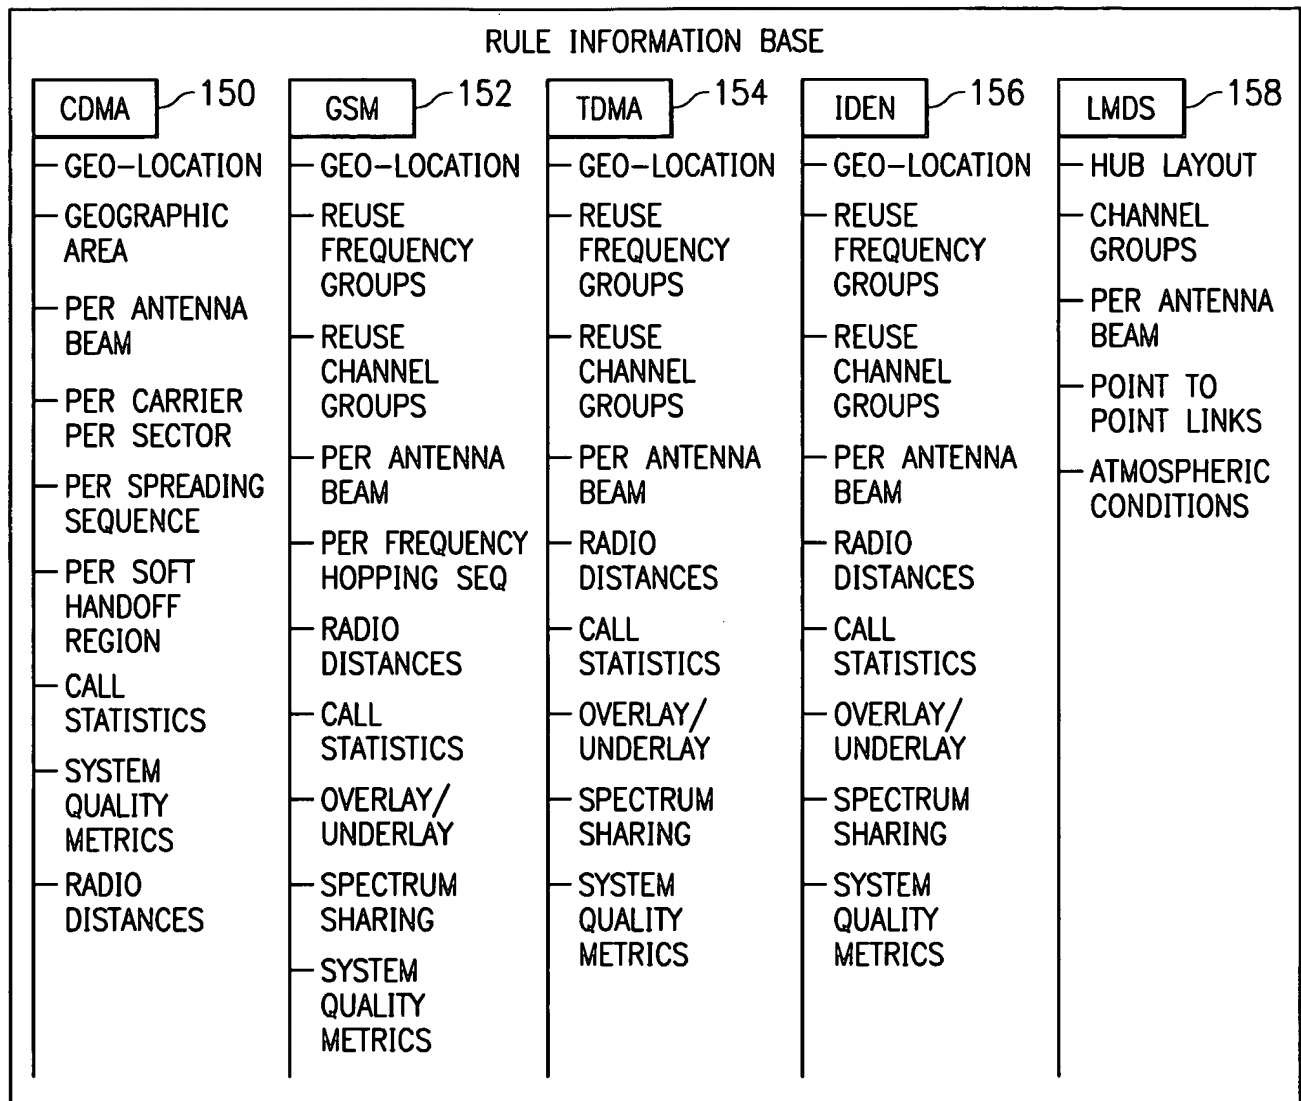 RULE INFORMATION BASE
CDMA 150
GEO-LOCATION
GEOGRAPHIC
AREA
PER ANTENNA
BEAM
PER CARRIER
PER SECTOR
PER SPREADING
SEQUENCE
PER SOFT
HANDOFF
REGION
CALL
STATISTICS
SYSTEM
QUALITY
METRICS
RADIO
DISTANCES
GSM 152
GEO-LOCATION
REUSE
FREQUENCY
GROUPS
REUSE
CHANNEL
GROUPS
PER ANTENNA
BEAM
PER FREQUENCY
HOPPING SEQ
RADIO
DISTANCES
CALL
STATISTICS
OVERLAY/
UNDERLAY
SPECTRUM
SHARING
SYSTEM
QUALITY
METRICS
TDMA 154
GEO-LOCATION
REUSE
FREQUENCY
GROUPS
REUSE
CHANNEL
GROUPS
PER ANTENNA
BEAM
RADIO
DISTANCES
CALL
STATISTICS
OVERLAY/
UNDERLAY
SPECTRUM
SHARING
SYSTEM
QUALITY
METRICS
IDEN 156
GEO-LOCATION
REUSE
FREQUENCY
GROUPS
REUSE
CHANNEL
GROUPS
PER ANTENNA
BEAM
RADIO
DISTANCES
CALL
STATISTICS
OVERLAY/
UNDERLAY
SPECTRUM
SHARING
SYSTEM
QUALITY
METRICS
LMDS 158
HUB LAYOUT
CHANNEL
GROUPS
PER ANTENNA
BEAM
POINT TO
POINT LINKS
ATMOSPHERIC
CONDITIONS